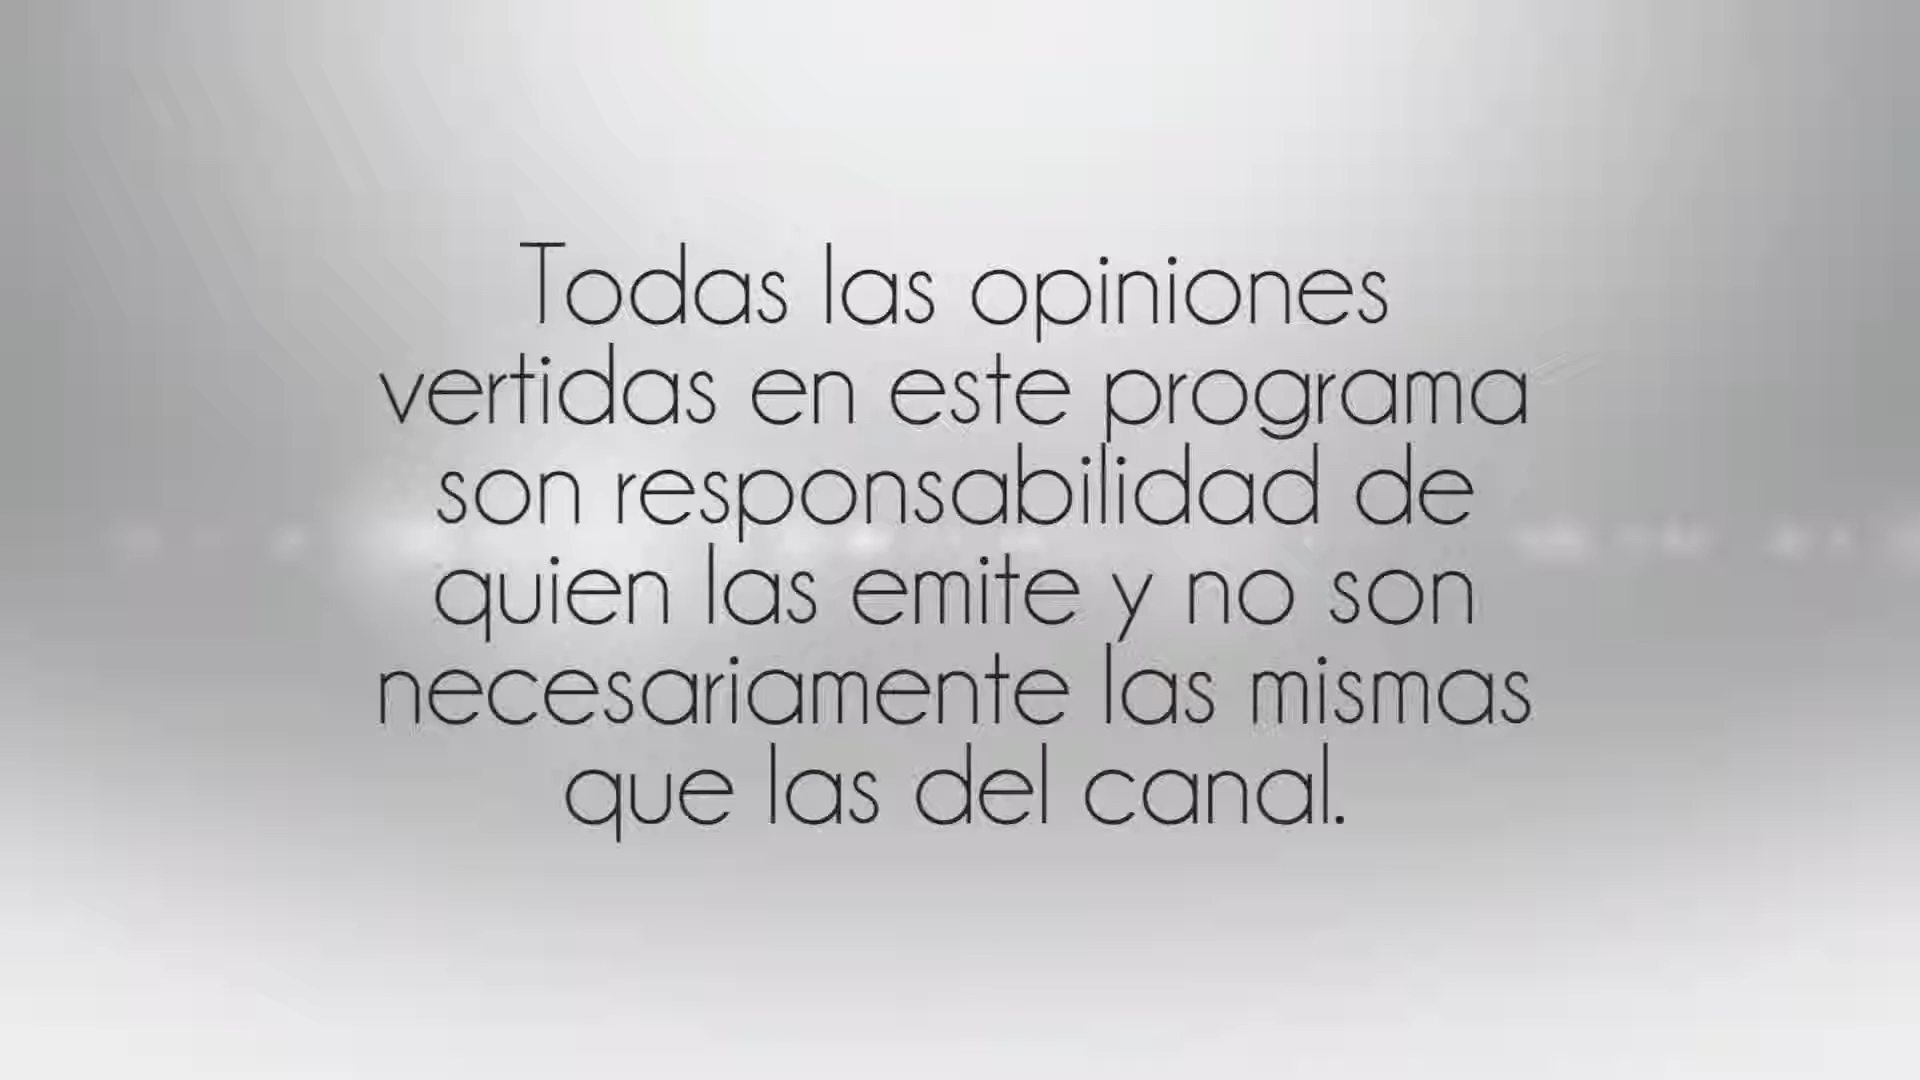 Todas las opiniones
vertidas en este programa
son responsabilidad de
quien las emite y no son
necesariamente las mismas
que las del canal.